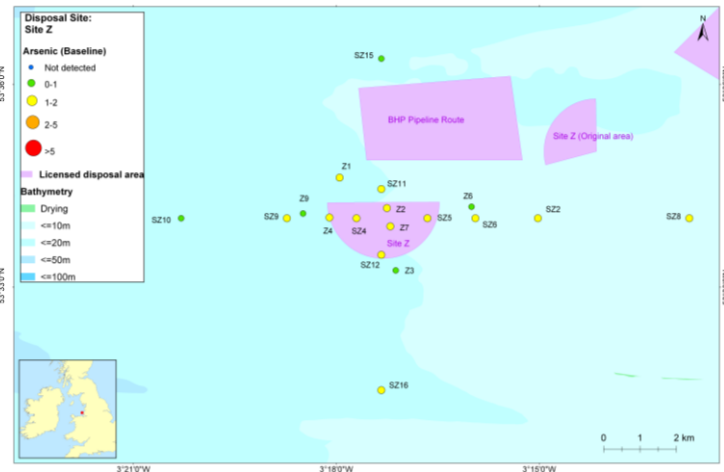 Disposal Site:
Site Z
Arsenic (Baseline)
Not detected
0-1
1-2
2-5
>5
Licensed disposal area
Bathymetry
Drying
<=10m
<=20m
<=50m
<=100m
N
SZ15
BHP Pipeline Route
Site Z (Original area)
Z1
SZ11
Z9
Z2
Z6
SZ2
SZ8
SZ10
SZ9
Z4
SZ4
Z7
SZ5
SZ6
Site Z
SZ12
Z3
SZ16
53°36'0"N
53°33'0"N
0 1 2 km
3°21'0"W 3°18'0"W 3°15'0"W